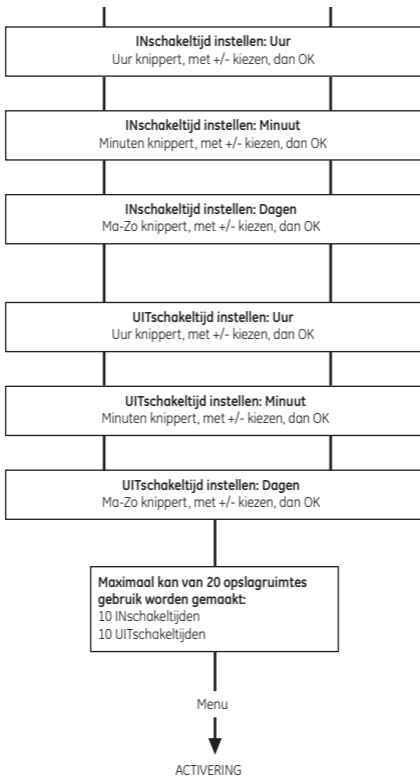 INschakeltijd instellen: Uur
Uur knippert, met +/- kiezen, dan OK
INschakeltijd instellen: Minuut
Minuten knippert, met +/- kiezen, dan OK
INschakeltijd instellen: Dagen
Ma-Zo knippert, met +/- kiezen, dan OK
UITschakeltijd instellen: Uur
Uur knippert, met +/- kiezen, dan OK
UITschakeltijd instellen: Minuut
Minuten knippert, met +/- kiezen, dan OK
UITschakeltijd instellen: Dagen
Ma-Zo knippert, met +/- kiezen, dan OK
Maximaal kan van 20 opslagruimtes
gebruik worden gemaakt:
10 INschakeltijden
10 UITschakeltijden
Menu
ACTIVERING